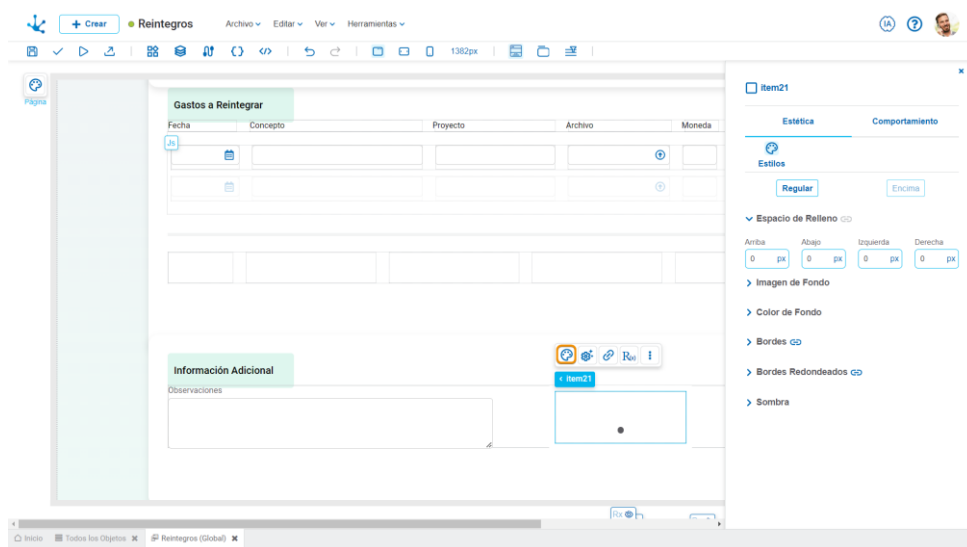 Crear
Reintegros
Archivo Editar Ver Herramientas
IA ?
1382px
Página
item21
Gastos a Reintegrar
Fecha Concepto Proyecto Archivo Moneda
Js
Estética Comportamiento
Estilos
Regular Encima
Espacio de Relleno
Arriba Abajo Izquierda Derecha
0 px 0 px 0 px 0 px
Imagen de Fondo
Color de Fondo
Bordes
Bordes Redondeados
Sombra
Información Adicional
item21
Observaciones
Rx
Inicio Todos los Objetos Reintegros (Global)